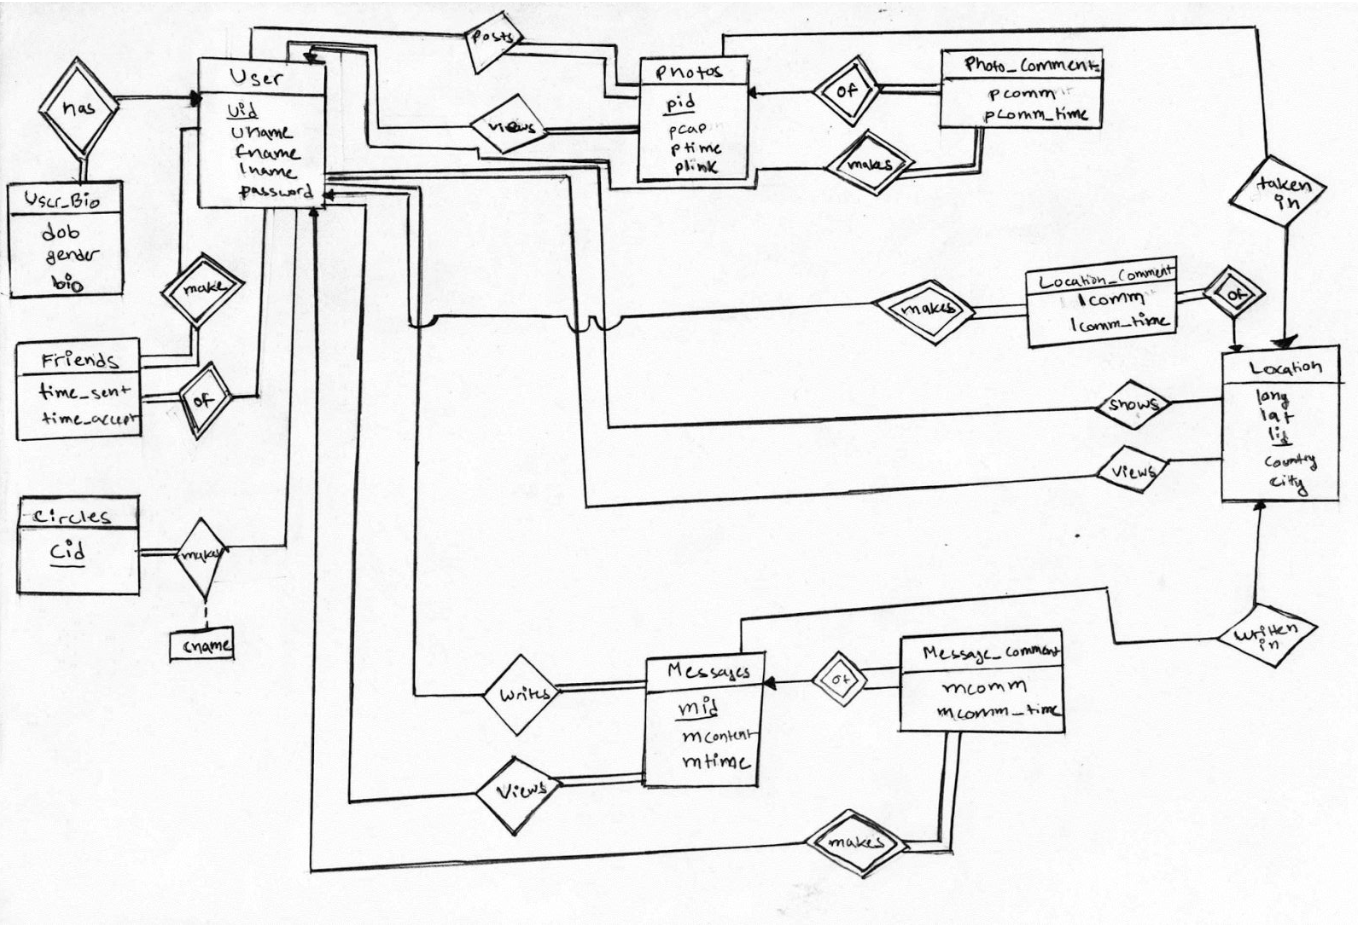 Posts
User
uid
uname
fname
lname
password
has
User_Bio
dob
gender
bio
Photos
pid
pcap
ptime
plink
views
of
Photo_Comments
pcomm
pcomm_time
makes
taken
in
make
Friends
time_sent
time_accept
of
makes
Location_Comment
lcomm
lcomm_time
of
Location
long
lat
lid
country
city
shows
views
Circles
cid
makes
cname
Writes
Messages
mid
mcontent
mtime
of
Message_comment
mcomm
mcomm_time
written
in
Views
makes